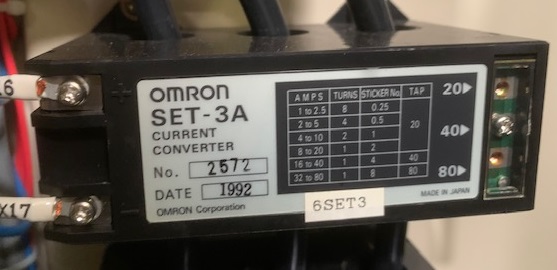 OMRON
SET-3A
CURRENT
CONVERTER
No. 2572
DATE 1992
OMRON Corporation
AMPS TURNS STICKER No. TAP
1 to 2.5 8 0.25 20
2 to 5 4 0.5
4 to 10 2 1
8 to 20 1 2
16 to 40 1 4 40
32 to 80 1 8 80
20
40
80
MADE IN JAPAN
6SET3
+
-
.6
X17